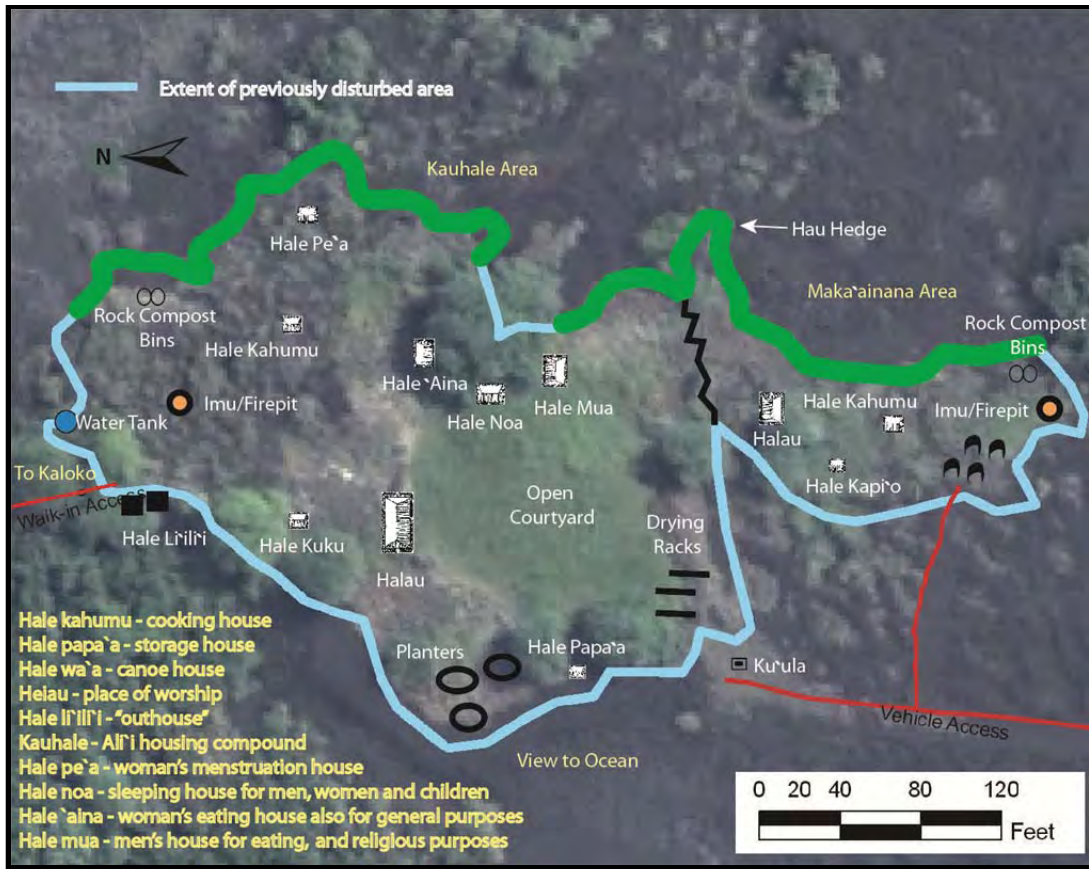 Extent of previously disturbed area
N
Kauhale Area
Hau Hedge
Hale Pe`a
Maka`ainana Area
Rock Compost
Bins
Hale Kahumu
Rock Compost
Bins
Hale `Aina
Hale Noa
Hale Mua
Imu/Firepit
Water Tank
Halau
Hale Kahumu
Imu/Firepit
Hale Kapi`o
To Kaloko
Walk-in Access
Hale Li`ili`i
Hale Kuku
Halau
Open
Courtyard
Drying
Racks
Planters
Hale Papa`a
Ku`ula
Vehicle Access
View to Ocean
Hale kahumu - cooking house
Hale papa`a - storage house
Hale wa`a - canoe house
Heiau - place of worship
Hale li`ili`i - “outhouse”
Kauhale - Ali`i housing compound
Hale pe`a - woman's menstruation house
Hale noa - sleeping house for men, women and children
Hale `aina - woman's eating house also for general purposes
Hale mua - men's house for eating, and religious purposes
0 20 40 80 120
Feet